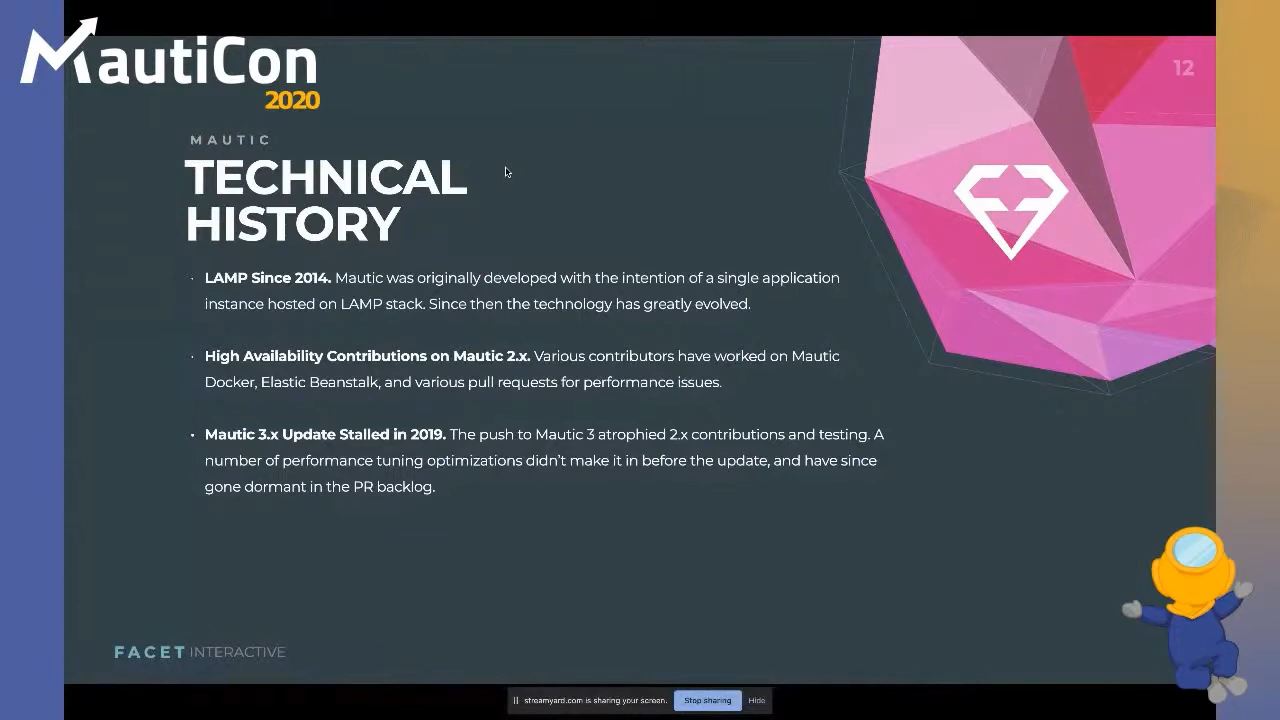 MautiCon
2020
12
MAUTIC
TECHNICAL
HISTORY
· LAMP Since 2014. Mautic was originally developed with the intention of a single application
instance hosted on LAMP stack. Since then the technology has greatly evolved.
· High Availability Contributions on Mautic 2.x. Various contributors have worked on Mautic
Docker, Elastic Beanstalk, and various pull requests for performance issues.
· Mautic 3.x Update Stalled in 2019. The push to Mautic 3 atrophied 2.x contributions and testing. A
number of performance tuning optimizations didn’t make it in before the update, and have since
gone dormant in the PR backlog.
FACET INTERACTIVE
streamyard.com is sharing your screen. Stop sharing Hide